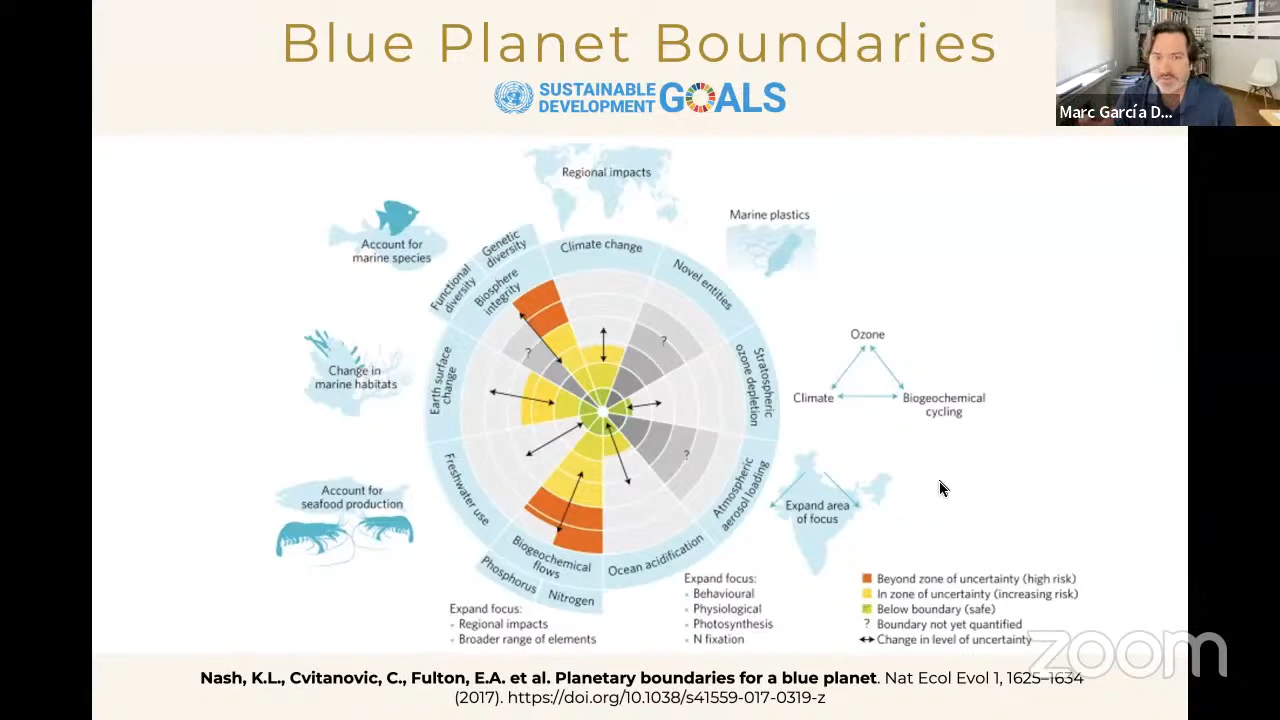 Blue Planet Boundaries
SUSTAINABLE
DEVELOPMENT
GOALS
Marc García D...
Regional impacts
Marine plastics
Account for
marine species
Genetic
diversity
Functional
diversity
Biosphere
integrity
Climate change
Novel entities
Stratospheric
ozone depletion
Atmospheric
aerosol loading
Ocean acidification
Biogeochemical
flows
Phosphorus
Nitrogen
Freshwater use
Earth surface
change
?
?
?
Change in
marine habitats
Ozone
Climate
Biogeochemical
cycling
Account for
seafood production
Expand area
of focus
Expand focus:
Regional impacts
Broader range of elements
Expand focus:
Behavioural
Physiological
Photosynthesis
N fixation
Beyond zone of uncertainty (high risk)
In zone of uncertainty (increasing risk)
Below boundary (safe)
? Boundary not yet quantified
Change in level of uncertainty
zoom
Nash, K.L., Cvitanovic, C., Fulton, E.A. et al. Planetary boundaries for a blue planet. Nat Ecol Evol 1, 1625–1634
(2017). https://doi.org/10.1038/s41559-017-0319-z